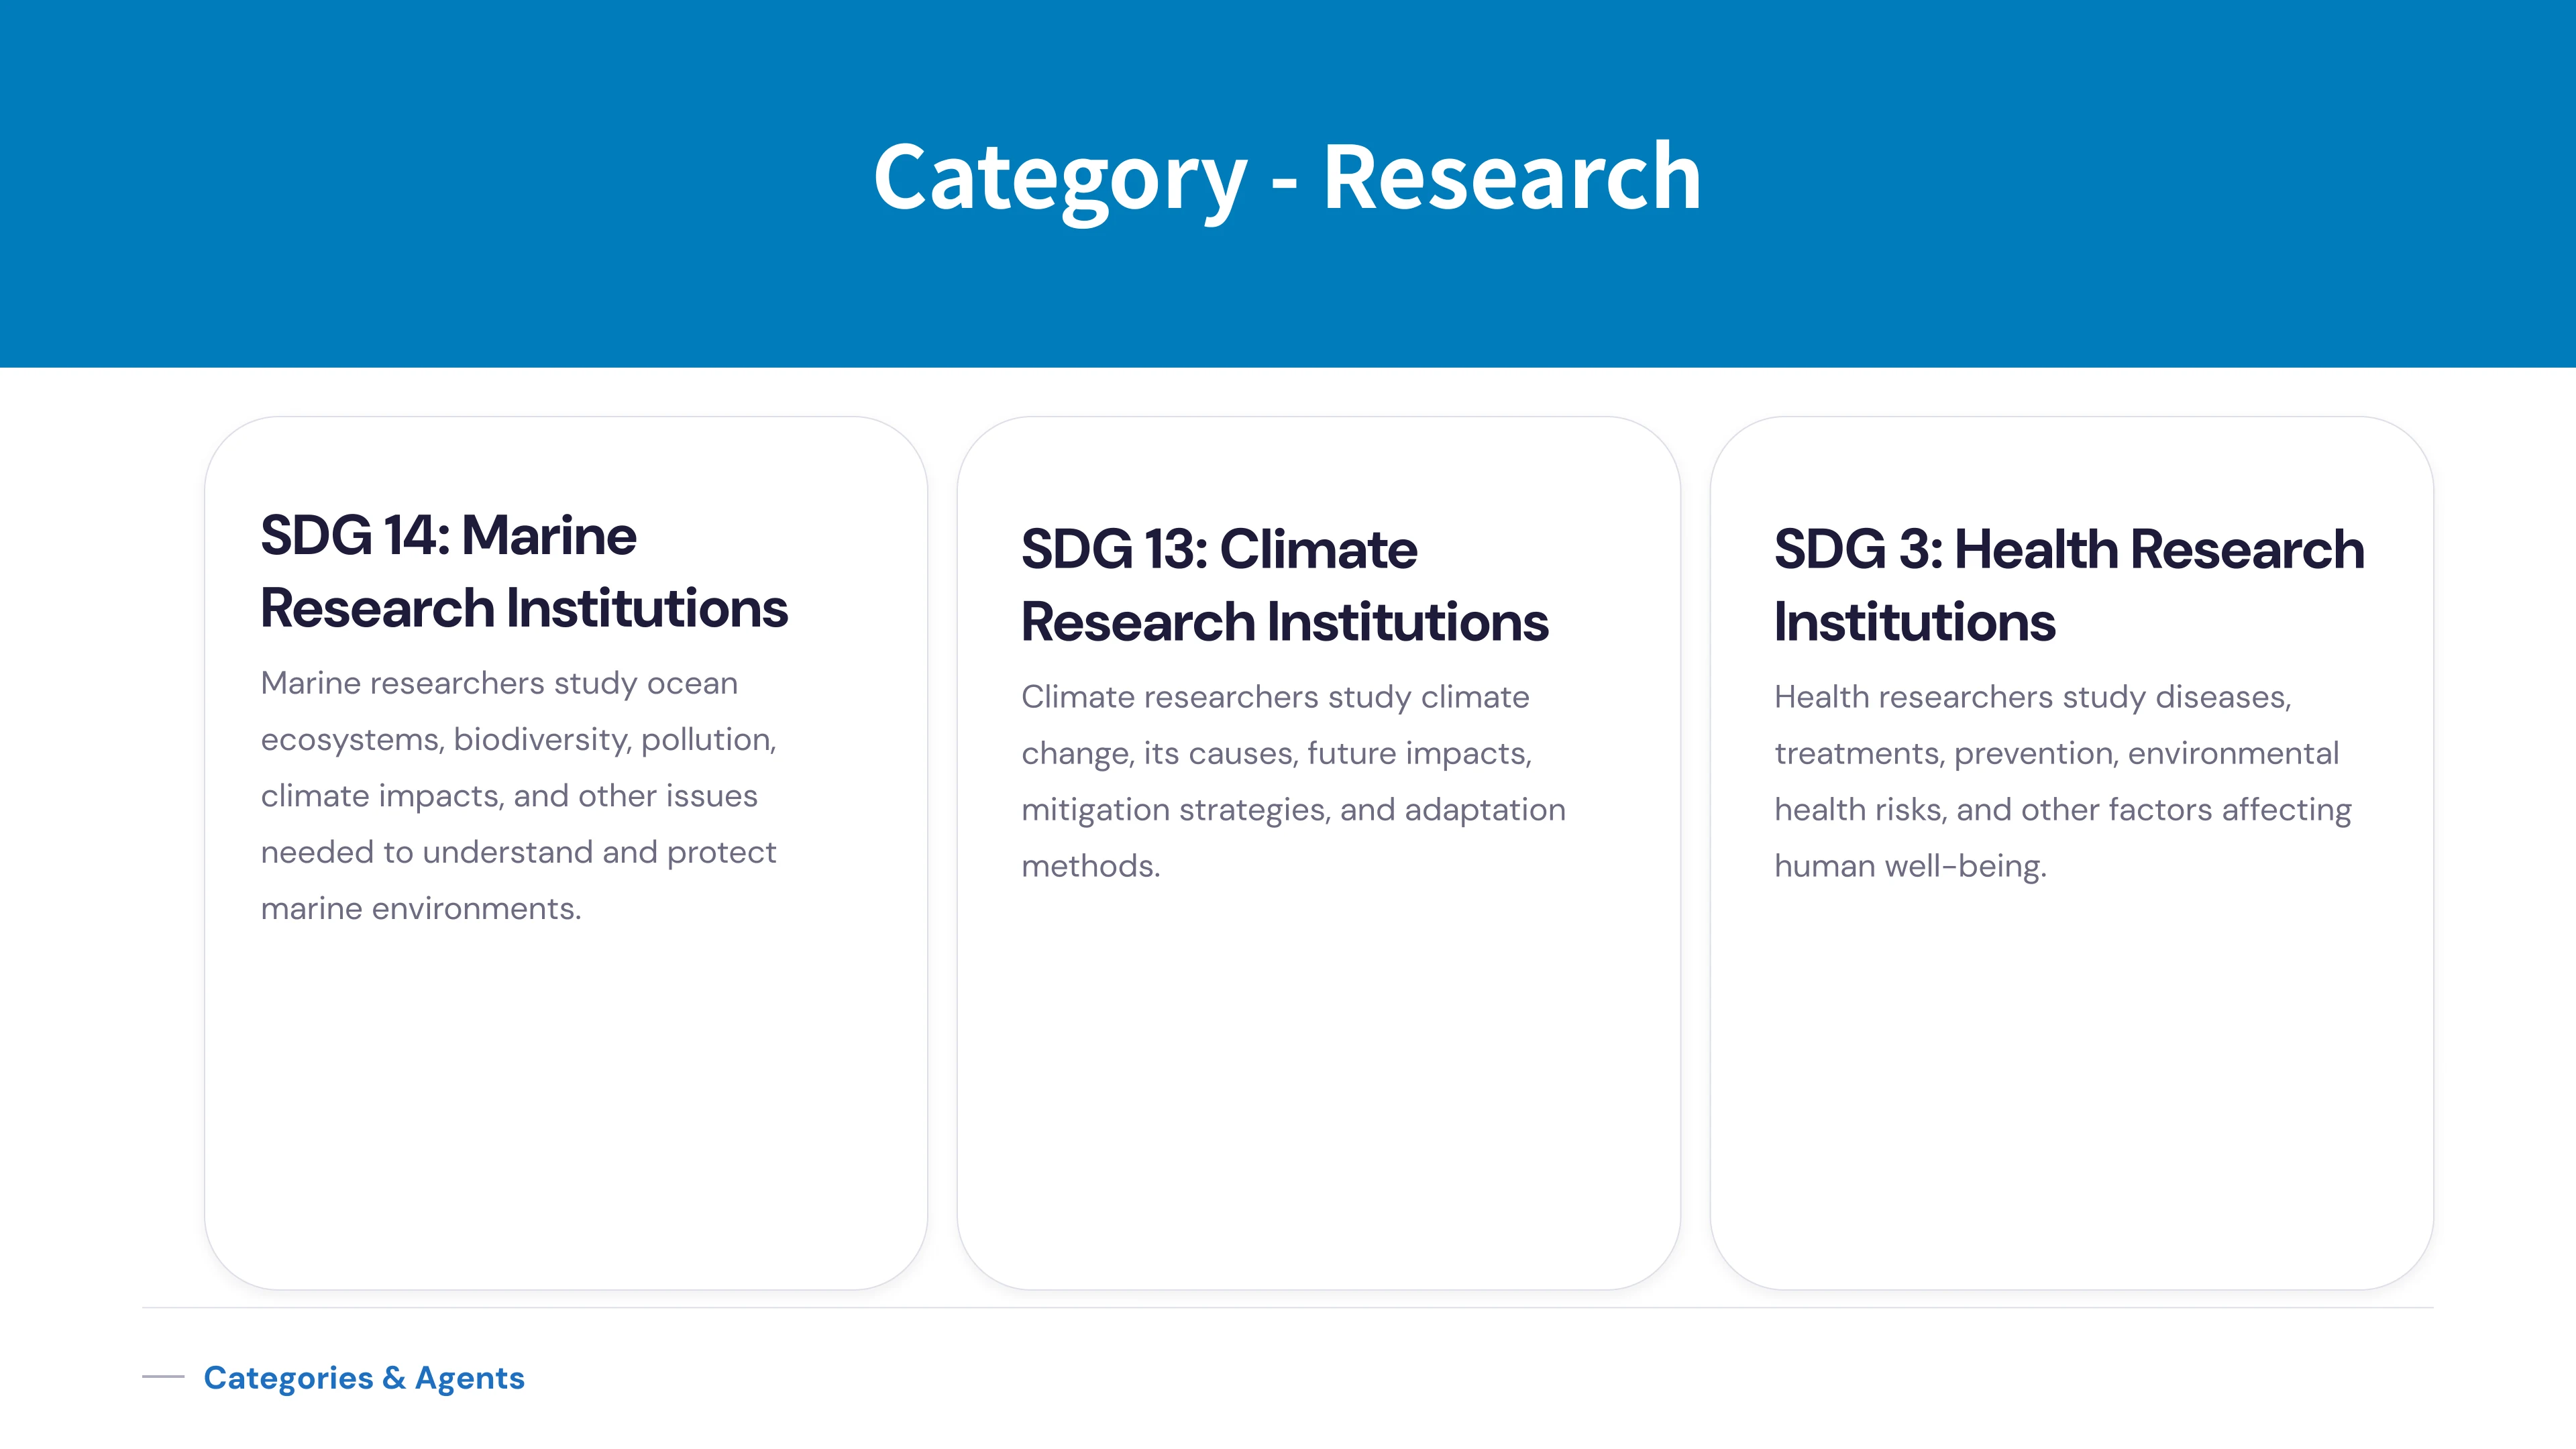 Category - Research
SDG 14: Marine
Research Institutions
Marine researchers study ocean
ecosystems, biodiversity, pollution,
climate impacts, and other issues
needed to understand and protect
marine environments.
SDG 13: Climate
Research Institutions
Climate researchers study climate
change, its causes, future impacts,
mitigation strategies, and adaptation
methods.
SDG 3: Health Research
Institutions
Health researchers study diseases,
treatments, prevention, environmental
health risks, and other factors affecting
human well-being.
Categories & Agents